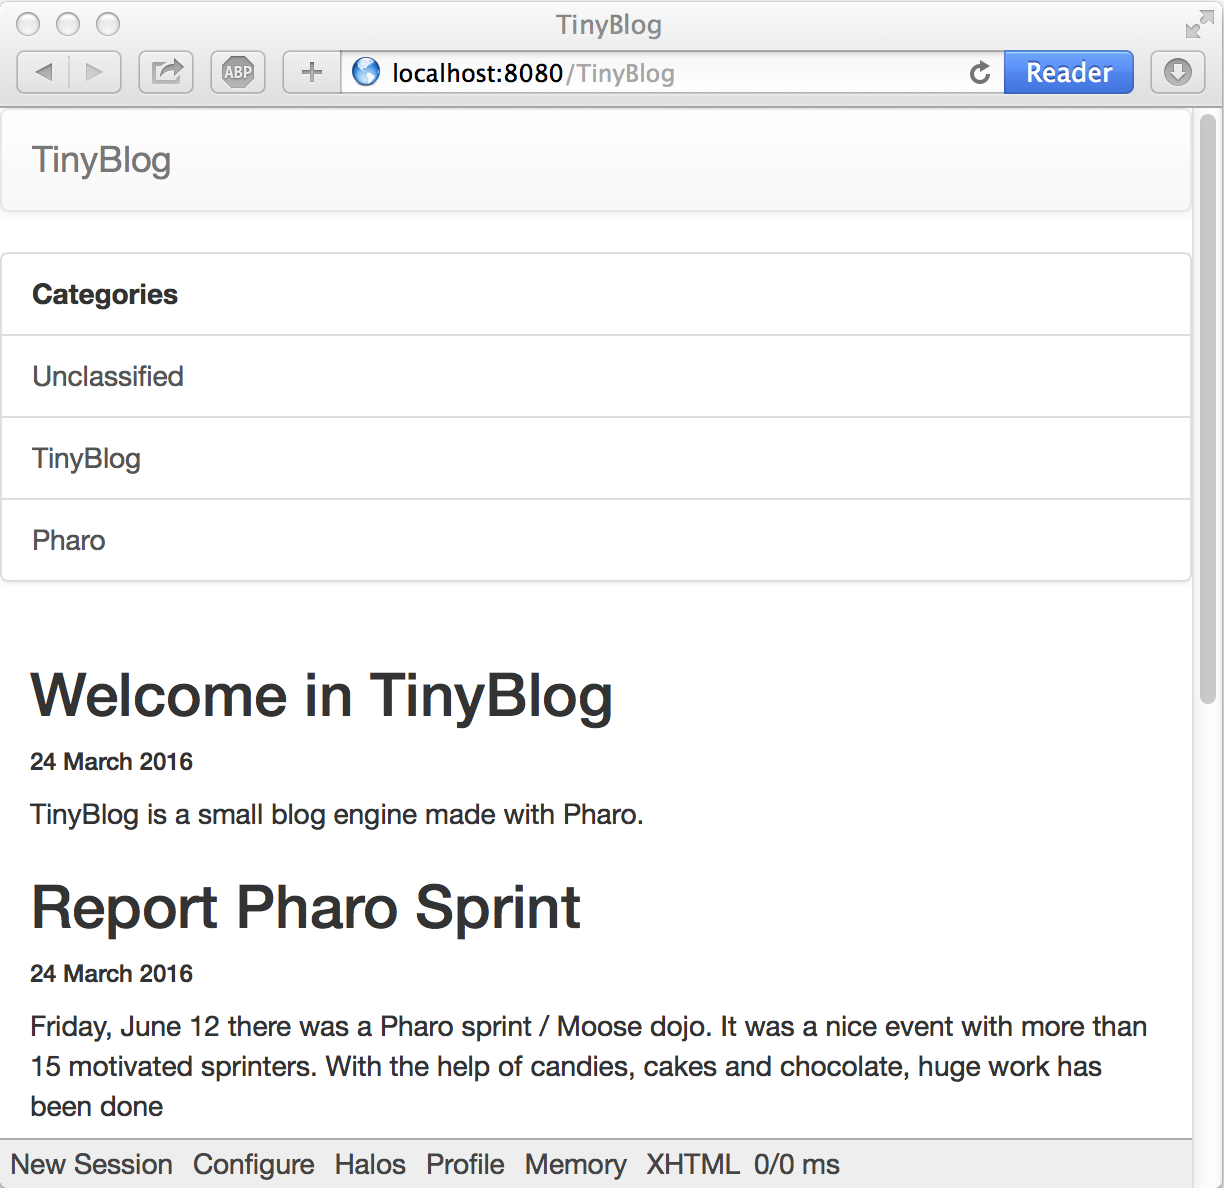 TinyBlog
ABP
localhost:8080/TinyBlog
Reader
TinyBlog
Categories
Unclassified
TinyBlog
Pharo
Welcome in TinyBlog
24 March 2016
TinyBlog is a small blog engine made with Pharo.
Report Pharo Sprint
24 March 2016
Friday, June 12 there was a Pharo sprint / Moose dojo. It was a nice event with more than
15 motivated sprinters. With the help of candies, cakes and chocolate, huge work has
been done
New Session Configure Halos Profile Memory XHTML 0/0 ms